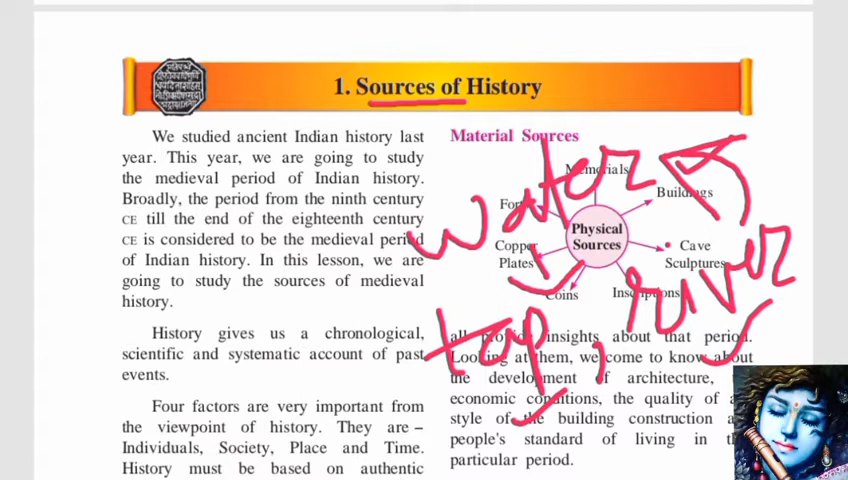 1. Sources of History
We studied ancient Indian history last
year. This year, we are going to study
the medieval period of Indian history.
Broadly, the period from the ninth century
CE till the end of the eighteenth century
CE is considered to be the medieval period
of Indian history. In this lesson, we are
going to study the sources of medieval
history.
History gives us a chronological,
scientific and systematic account of past
events.
Four factors are very important from
the viewpoint of history. They are –
Individuals, Society, Place and Time.
History must be based on authentic
Material Sources
Memorials
Buildings
Physical
Sources
Copper
Plates
Cave
Sculptures
Coins
Inscriptions
water
tap, river
all provide insights about that period.
Looking at them, we come to know about
the development of architecture,
economic conditions, the quality of
style of the building construction
people's standard of living in
particular period.